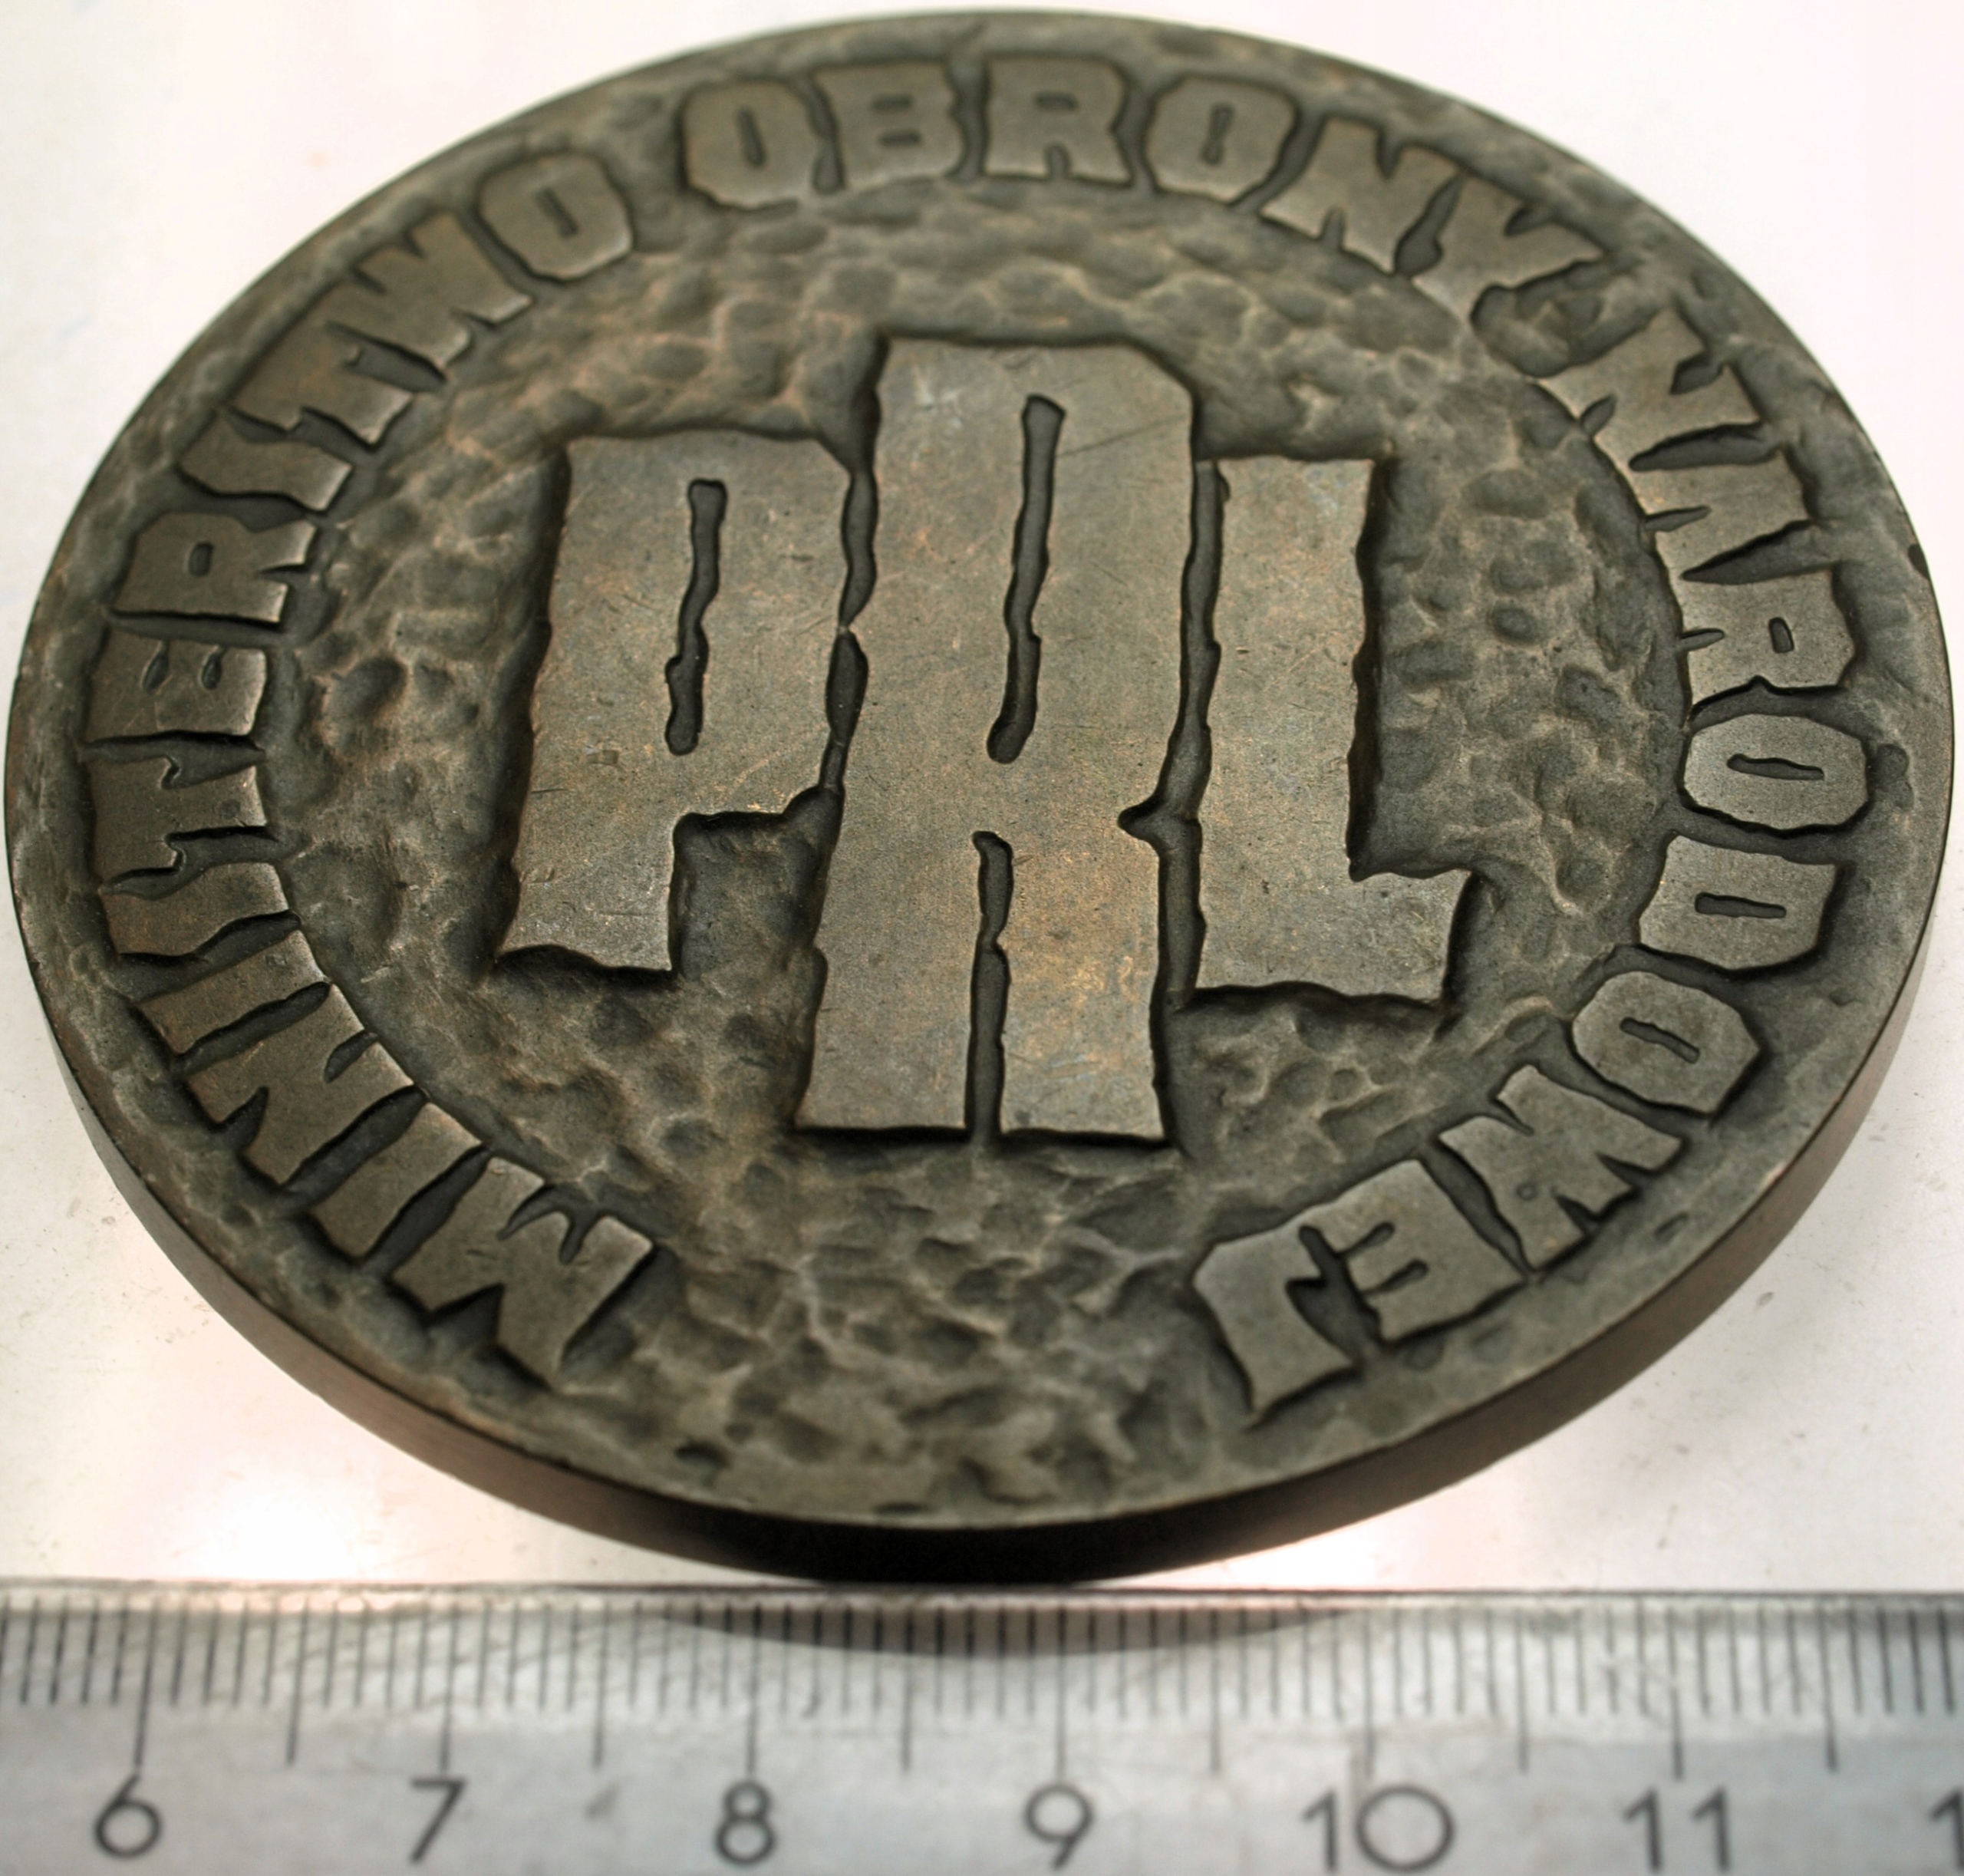 MINISTERSTWO OBRONY NARODOWEJ
PRL
6 7 8 9 10 11